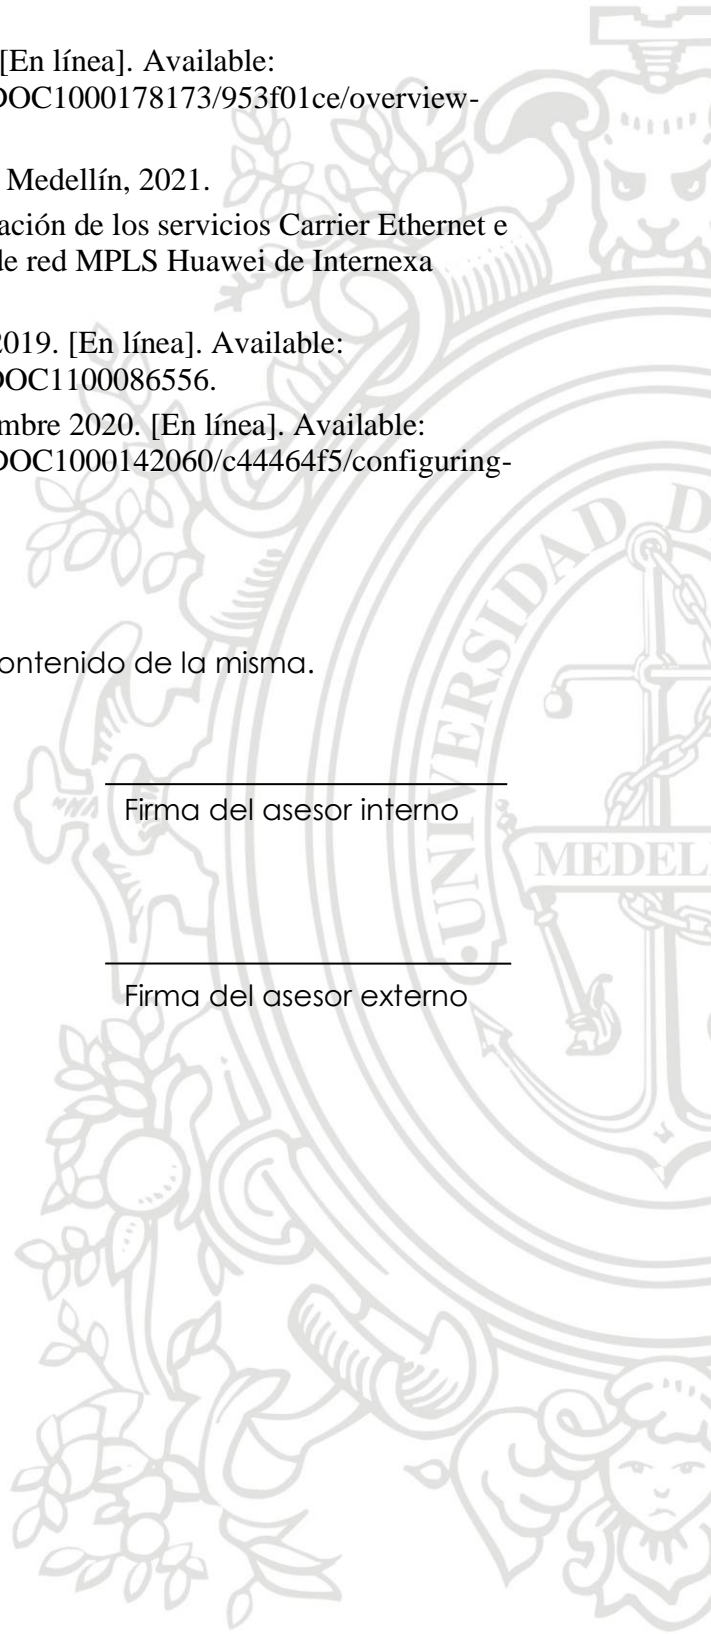 [En línea]. Available:
DOC1000178173/953f01ce/overview-
Medellín, 2021.
ación de los servicios Carrier Ethernet e
de red MPLS Huawei de Internexa
2019. [En línea]. Available:
DOC1100086556.
mbre 2020. [En línea]. Available:
DOC1000142060/c44464f5/configuring-
UNIVERSIDAD D
ontenido de la misma.
Firma del asesor interno
MEDELL
Firma del asesor externo